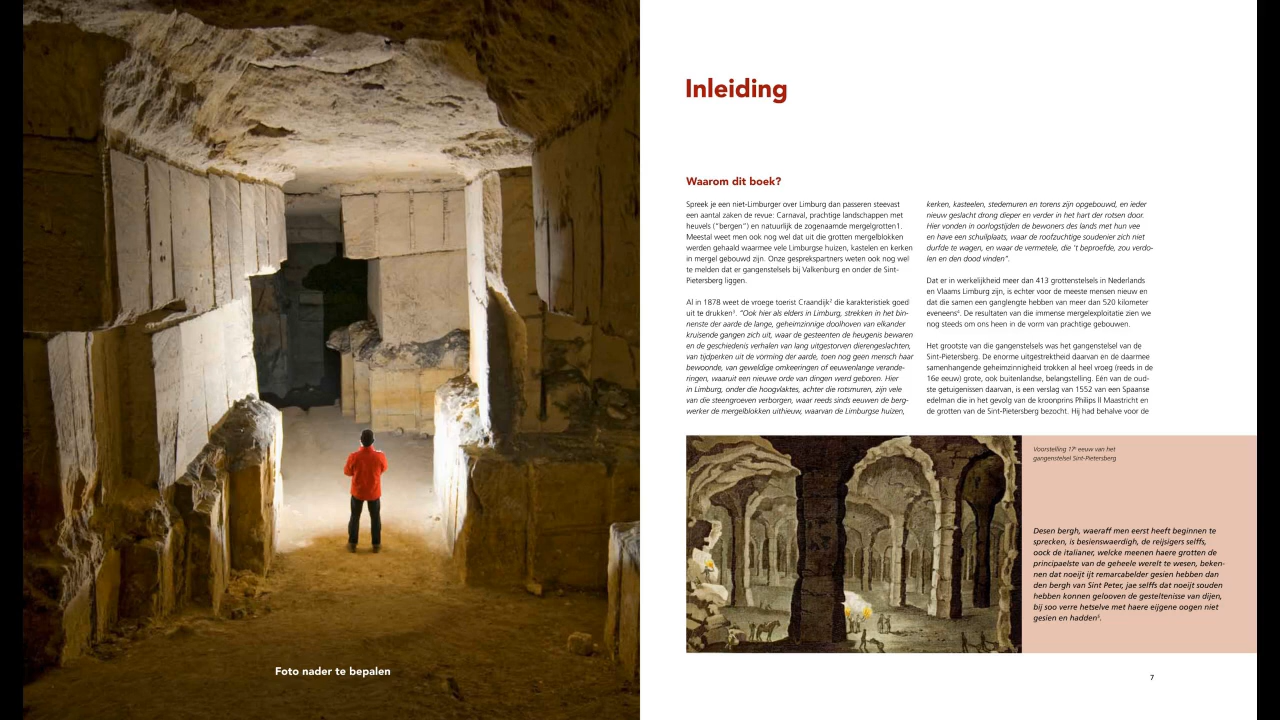 Foto nader te bepalen
Inleiding
Waarom dit boek?
Spreek je een niet-Limburger over Limburg dan passeren steevast
een aantal zaken de revue: Carnaval, prachtige landschappen met
heuvels ("bergen") en natuurlijk de zogenaamde mergelgrotten1.
Meestal weet men ook nog wel dat uit die grotten mergelblokken
werden gehaald waarmee vele Limburgse huizen, kastelen en kerken
in mergel gebouwd zijn. Onze gesprekspartners weten ook nog wel
te melden dat er gangenstelsels bij Valkenburg en onder de Sint-
Pietersberg liggen.
Al in 1878 weet de vroege toerist Craandijk² die karakteristiek goed
uit te drukken³. "Ook hier als elders in Limburg, strekken in het bin-
nenste der aarde de lange, geheimzinnige doolhoven van elkander
kruisende gangen zich uit, waar de gesteenten de heugenis bewaren
en de geschiedenis verhalen van lang uitgestorven dierengeslachten,
van tijdperken uit de vorming der aarde, toen nog geen mensch haar
bewoonde, van geweldige omkeeringen of eeuwenlange verande-
ringen, waaruit een nieuwe orde van dingen werd geboren. Hier
in Limburg, onder die hoogvlaktes, achter die rotsmuren, zijn vele
van die steengroeven verborgen, waar reeds sinds eeuwen de berg-
werker de mergelblokken uithieuw, waarvan de Limburgse huizen,
kerken, kasteelen, stedemuren en torens zijn opgebouwd, en ieder
nieuw geslacht drong dieper en verder in het hart der rotsen door.
Hier vonden in oorlogstijden de bewoners des lands met hun vee
en have een schuilplaats, waar de roofzuchtige soudenier zich niet
durfde te wagen, en waar de vermetele, die 't beproefde, zou verdo-
len en den dood vinden".
Dat er in werkelijkheid meer dan 413 grottenstelsels in Nederlands
en Vlaams Limburg zijn, is echter voor de meeste mensen nieuw en
dat die samen een ganglengte hebben van meer dan 520 kilometer
eveneens⁴. De resultaten van die immense mergelexploitatie zien we
nog steeds om ons heen in de vorm van prachtige gebouwen.
Het grootste van die gangenstelsels was het gangenstelsel van de
Sint-Pietersberg. De enorme uitgestrektheid daarvan en de daarmee
samenhangende geheimzinnigheid trokken al heel vroeg (reeds in de
16e eeuw) grote, ook buitenlandse, belangstelling. Eén van de oud-
ste getuigenissen daarvan, is een verslag van 1552 van een Spaanse
edelman die in het gevolg van de kroonprins Philips II Maastricht en
de grotten van de Sint-Pietersberg bezocht. Hij had behalve voor de
Voorstelling 17ᵉ eeuw van het
gangenstelsel Sint-Pietersberg
Desen bergh, waeraff men eerst heeft beginnen te
sprecken, is besienswaerdigh, de reijsigers selffs,
oock de italianer, welcke meenen haere grotten de
principaelste van de geheele werelt te wesen, beken-
nen dat noeijt ijt remarcabelder gesien hebben dan
den bergh van Sint Peter, jae selffs dat noeijt souden
hebben konnen gelooven de gesteltenisse van dijen,
bij soo verre hetselve met haere eijgene oogen niet
gesien en hadden⁵.
7